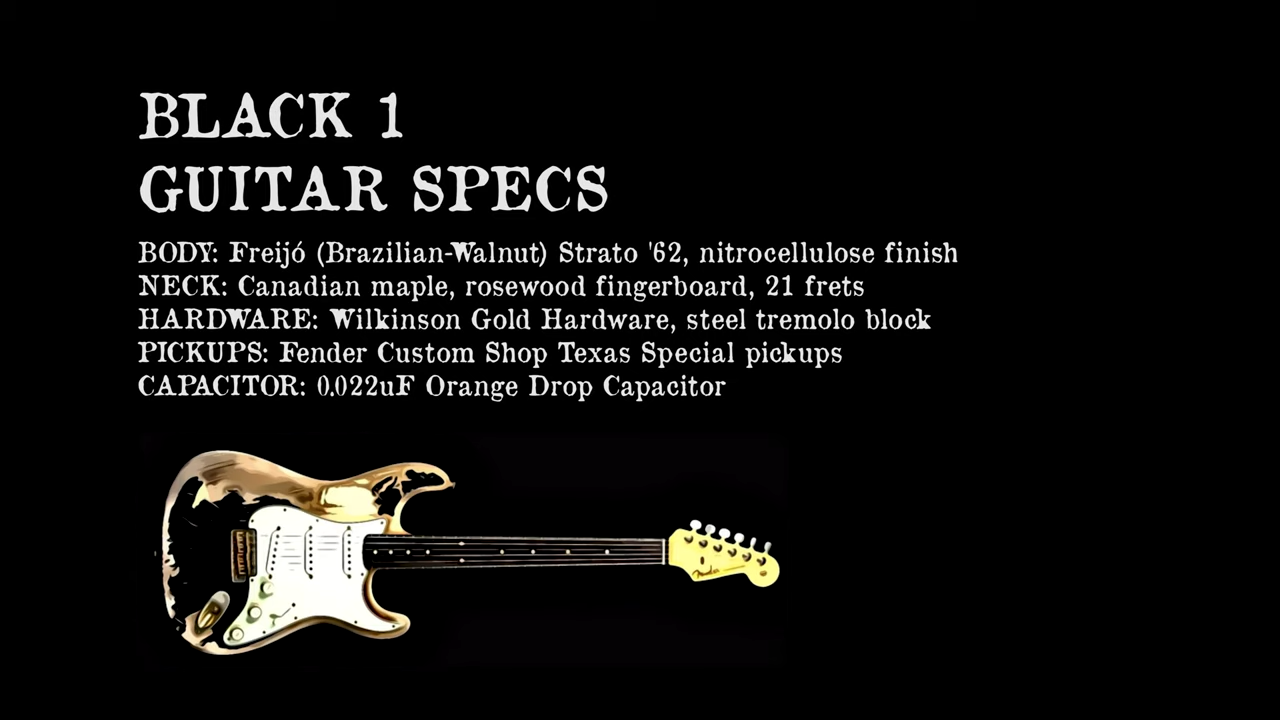 BLACK 1
GUITAR SPECS
BODY: Freijó (Brazilian-Walnut) Strato '62, nitrocellulose finish
NECK: Canadian maple, rosewood fingerboard, 21 frets
HARDWARE: Wilkinson Gold Hardware, steel tremolo block
PICKUPS: Fender Custom Shop Texas Special pickups
CAPACITOR: 0.022uF Orange Drop Capacitor
Fender